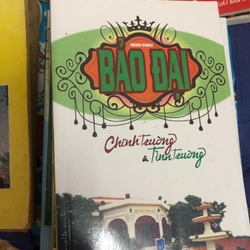 BẢO ĐẠI
Chính trường
& Tình trường